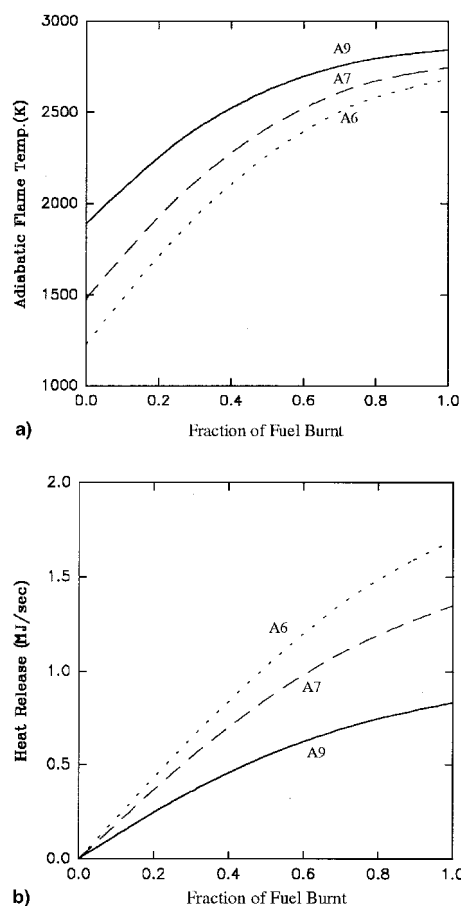 3000
2500
2000
1500
1000
Adiabatic Flame Temp.(K)
A9
A7
A6
0.0 0.2 0.4 0.6 0.8 1.0
a)
Fraction of Fuel Burnt
2.0
1.5
1.0
0.5
0.0
Heat Release (MJ/sec)
A6
A7
A9
0.0 0.2 0.4 0.6 0.8 1.0
b)
Fraction of Fuel Burnt